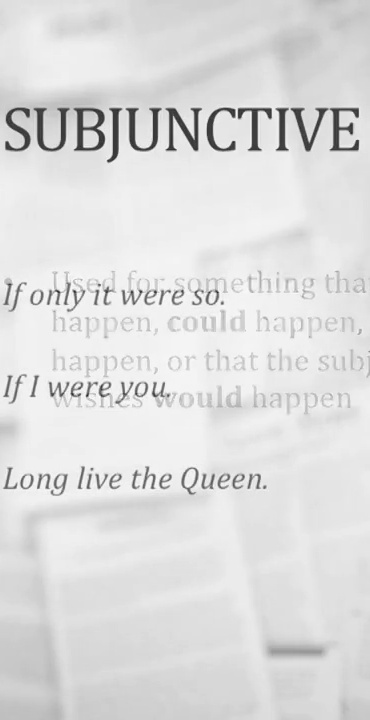 SUBJUNCTIVE
Used for something tha
If only it were so.
happen, could happen,
happen, or that the subj
If I were you.
wishes would happen
Long live the Queen.